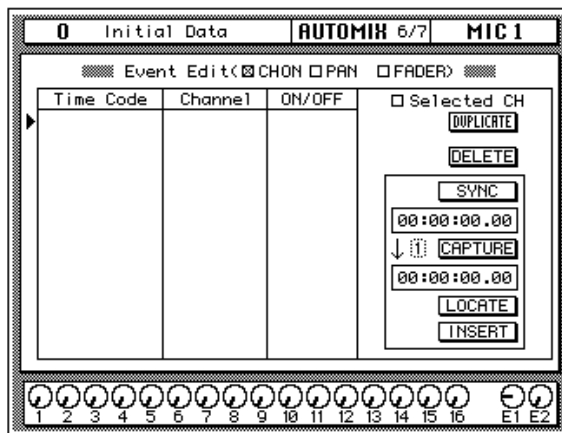 0 Initial Data AUTOMIX 6/7 MIC 1
Event Edit( CHON PAN FADER)
Time Code Channel ON/OFF Selected CH
DUPLICATE
DELETE
SYNC
00:00:00.00
1 CAPTURE
00:00:00.00
LOCATE
INSERT
1 2 3 4 5 6 7 8 9 10 11 12 13 14 15 16 E1 E2